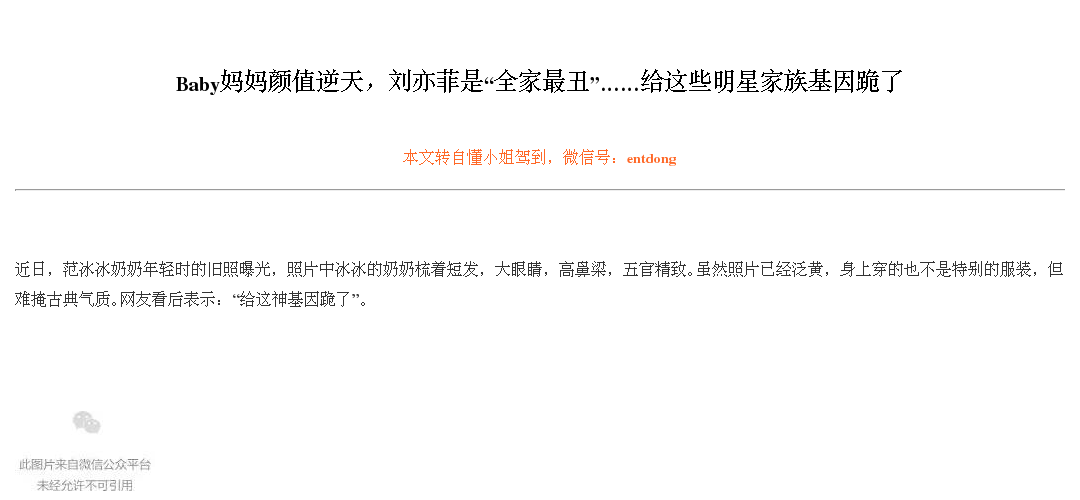 Baby妈妈颜值逆天，刘亦菲是“全家最丑”……给这些明星家族基因跪了
本文转自懂小姐驾到，微信号：entdong
近日，范冰冰奶奶年轻时的旧照曝光，照片中冰冰的奶奶梳着短发，大眼睛，高鼻梁，五官精致。虽然照片已经泛黄，身上穿的也不是特别的服装，但
难掩古典气质。网友看后表示：“给这神基因跪了”。
此图片来自微信公众平台
未经允许不可引用